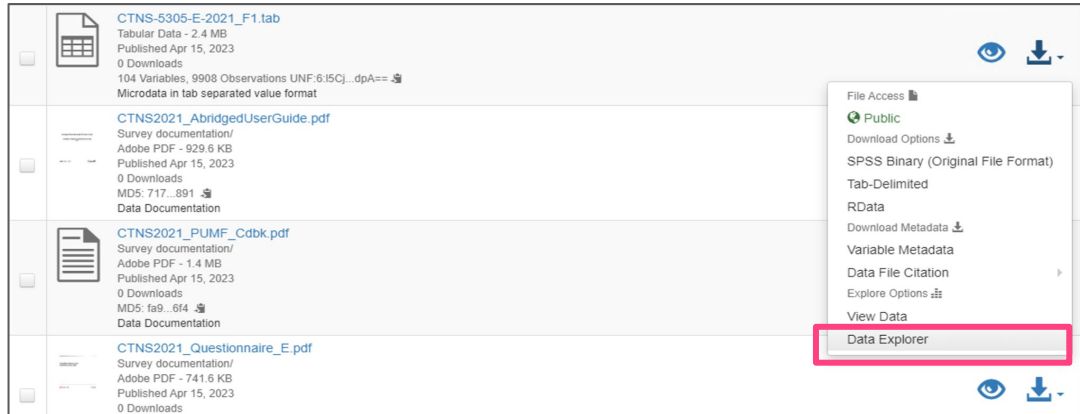 CTNS-5305-E-2021_F1.tab
Tabular Data - 2.4 MB
Published Apr 15, 2023
0 Downloads
104 Variables, 9908 Observations UNF:6:I5Cj...dpA==
Microdata in tab separated value format
CTNS2021_AbridgedUserGuide.pdf
Survey documentation/
Adobe PDF - 929.6 KB
Published Apr 15, 2023
0 Downloads
MD5: 717...891
Data Documentation
CTNS2021_PUMF_Cdbk.pdf
Survey documentation/
Adobe PDF - 1.4 MB
Published Apr 15, 2023
0 Downloads
MD5: fa9...6f4
Data Documentation
CTNS2021_Questionnaire_E.pdf
Survey documentation/
Adobe PDF - 741.6 KB
Published Apr 15, 2023
0 Downloads
File Access
Public
Download Options
SPSS Binary (Original File Format)
Tab-Delimited
RData
Download Metadata
Variable Metadata
Data File Citation
Explore Options
View Data
Data Explorer